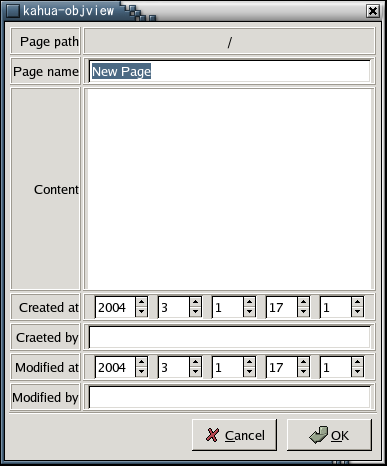 kahua-objview
Page path /
Page name New Page
Content
Created at 2004 3 1 17 1
Craeted by
Modified at 2004 3 1 17 1
Modified by
Cancel OK